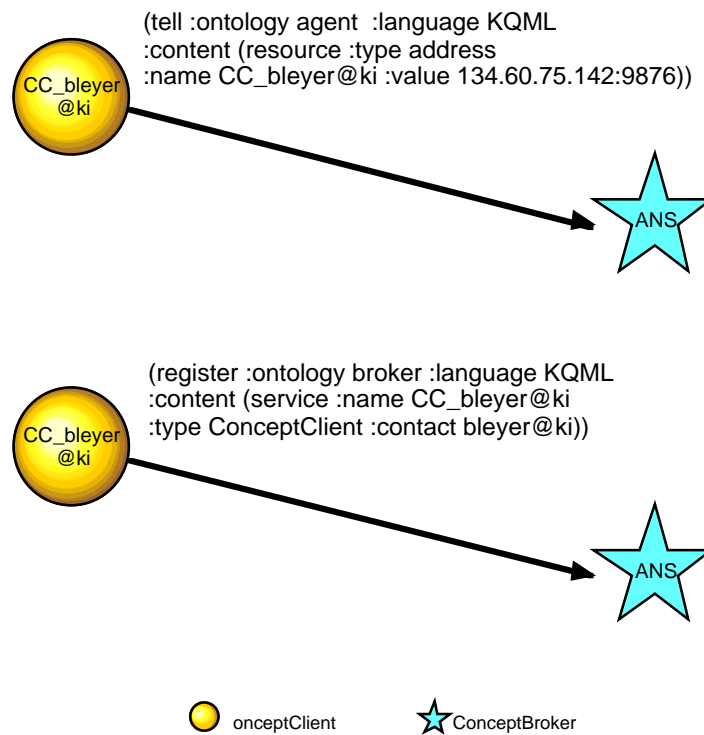 (tell :ontology agent  :language KQML
:content (resource :type address
:name CC_bleyer@ki :value 134.60.75.142:9876))
CC_bleyer
@ki
ANS
(register :ontology broker :language KQML
:content (service :name CC_bleyer@ki
:type ConceptClient :contact bleyer@ki))
CC_bleyer
@ki
ANS
onceptClient
ConceptBroker